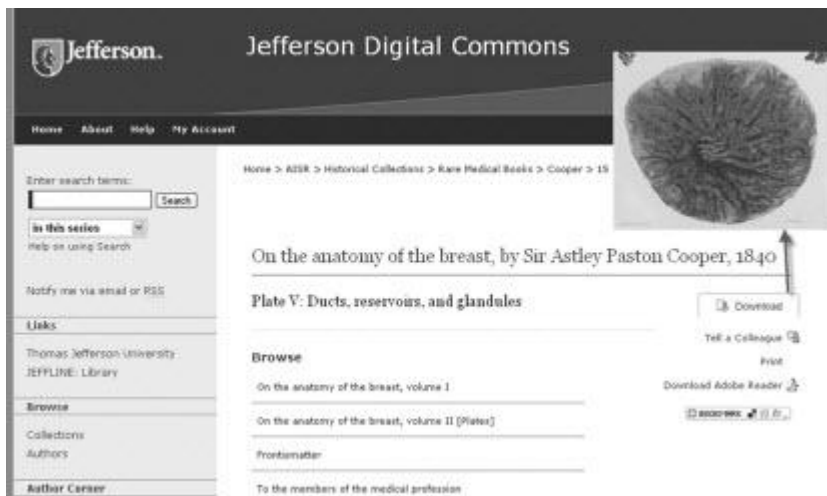 Jefferson.
Jefferson Digital Commons
Home About Help My Account
Enter search terms:
Search
in this series
Help on using Search
Notify me via email or RSS
Links
Thomas Jefferson University
JEFFLINE: Library
Browse
Collections
Authors
Author Corner
Home > AISR > Historical Collections > Rare Medical Books > Cooper > 15
On the anatomy of the breast, by Sir Astley Paston Cooper, 1840
Plate V: Ducts, reservoirs, and glandules
Browse
On the anatomy of the breast, volume I
On the anatomy of the breast, volume II [Plates]
Frontismatter
To the members of the medical profession
Download
Tell a Colleague
Print
Download Adobe Reader